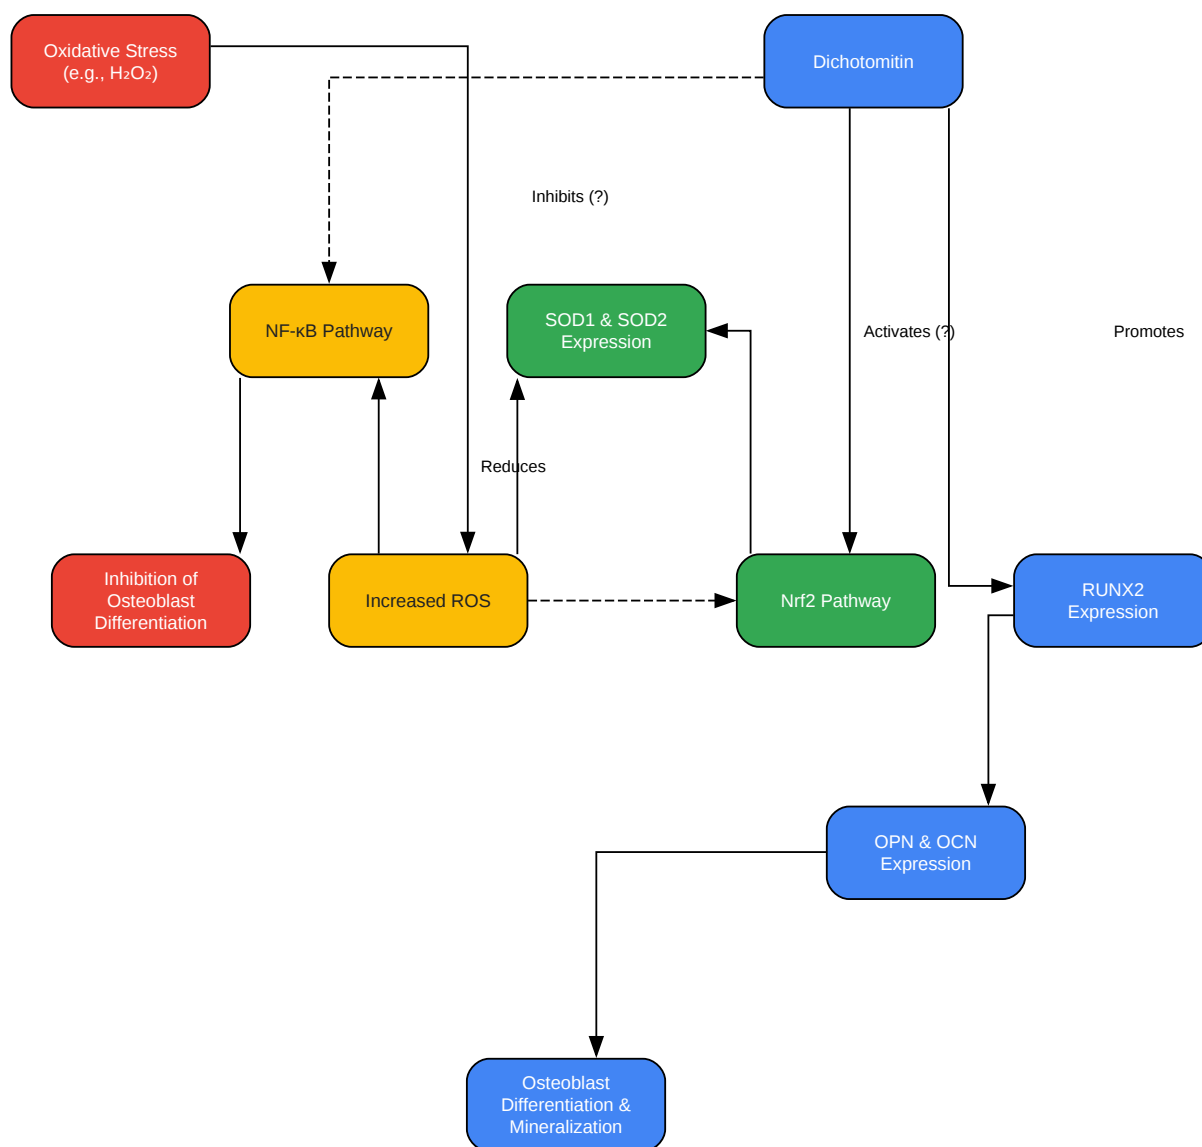 Oxidative Stress
(e.g., H₂O₂)
Dichotomitin
Inhibits (?)
NF-κB Pathway
SOD1 & SOD2
Expression
Activates (?)
Promotes
Reduces
Inhibition of
Osteoblast
Differentiation
Increased ROS
Nrf2 Pathway
RUNX2
Expression
OPN & OCN
Expression
Osteoblast
Differentiation &
Mineralization